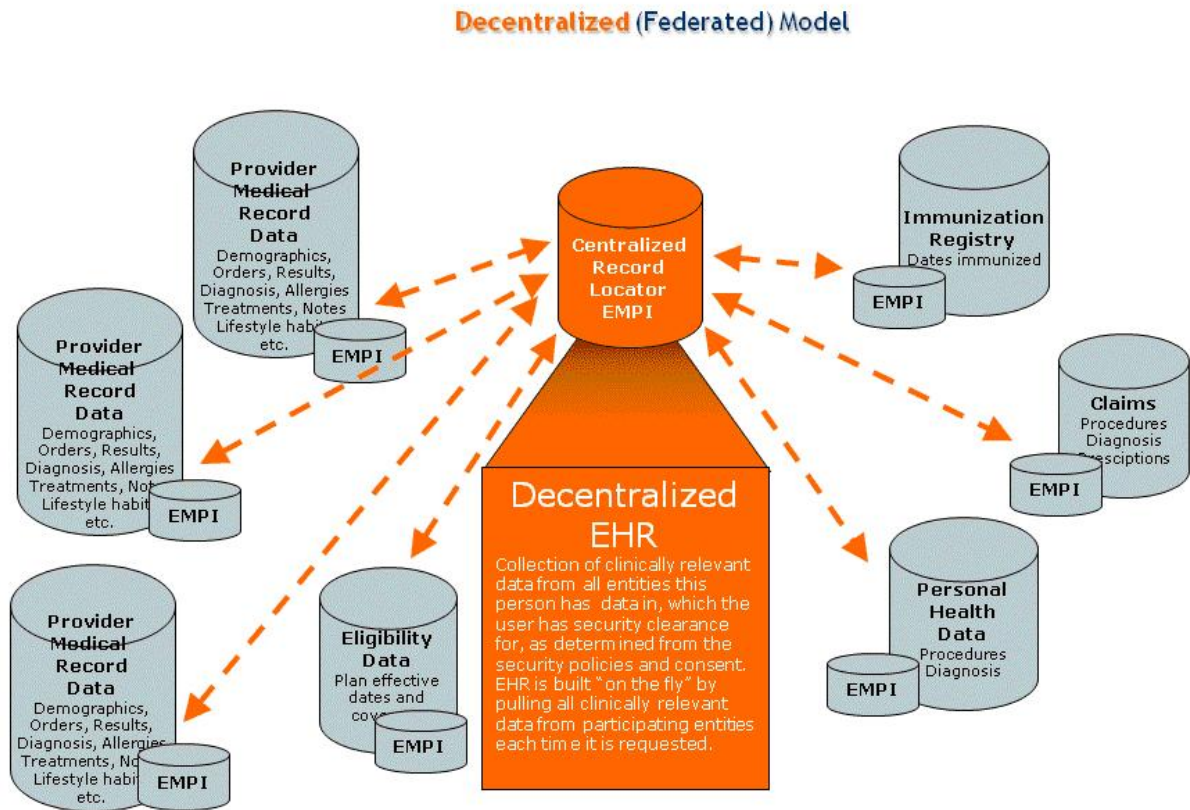 Decentralized (Federated) Model
Provider
Medical
Record
Data
Demographics,
Orders, Results,
Diagnosis, Allergies
Treatments, Notes
Lifestyle
etc.
EMPI
Provider
Medical
Record
Data
Demographics,
Orders, Results,
Diagnosis, Allergies
Treatments,
Lifestyle
etc.
EMPI
Provider
Medical
Record
Data
Demographics,
Orders, Results,
Diagnosis, Allergies
Treatments,
Lifestyle
etc.
EMPI
Eligibility
Data
Plan effective
dates and
EMPI
Centralized
Record
Locator
EMPI
Decentralized
EHR
Collection of clinically relevant
data from all entities this
person has data in, which the
user has security clearance
for, as determined from the
security policies and consent.
EHR is built “on the fly” by
pulling all clinically relevant
data from participating entities
each time it is requested.
Immunization
Registry
Dates immunized
EMPI
Claims
Procedures
Diagnosis
Presciptions
EMPI
Personal
Health
Data
Procedures
Diagnosis
EMPI